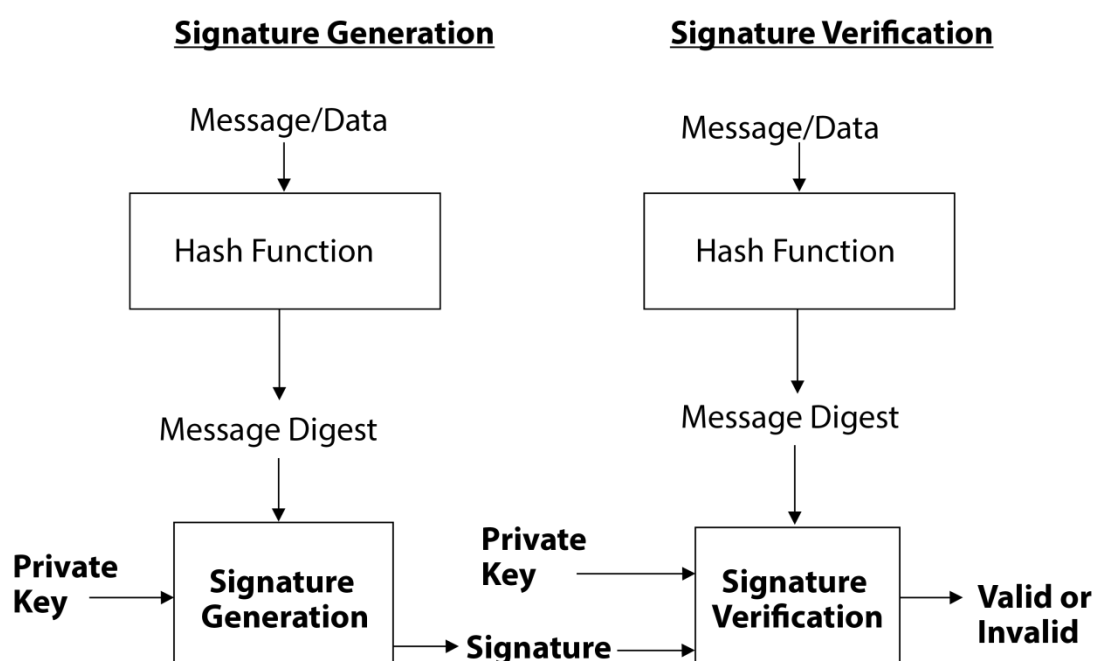 Signature Generation
Signature Verification
Message/Data
Message/Data
Hash Function
Hash Function
Message Digest
Message Digest
Private
Key
Signature
Generation
Private
Key
Signature
Signature
Verification
Valid or
Invalid